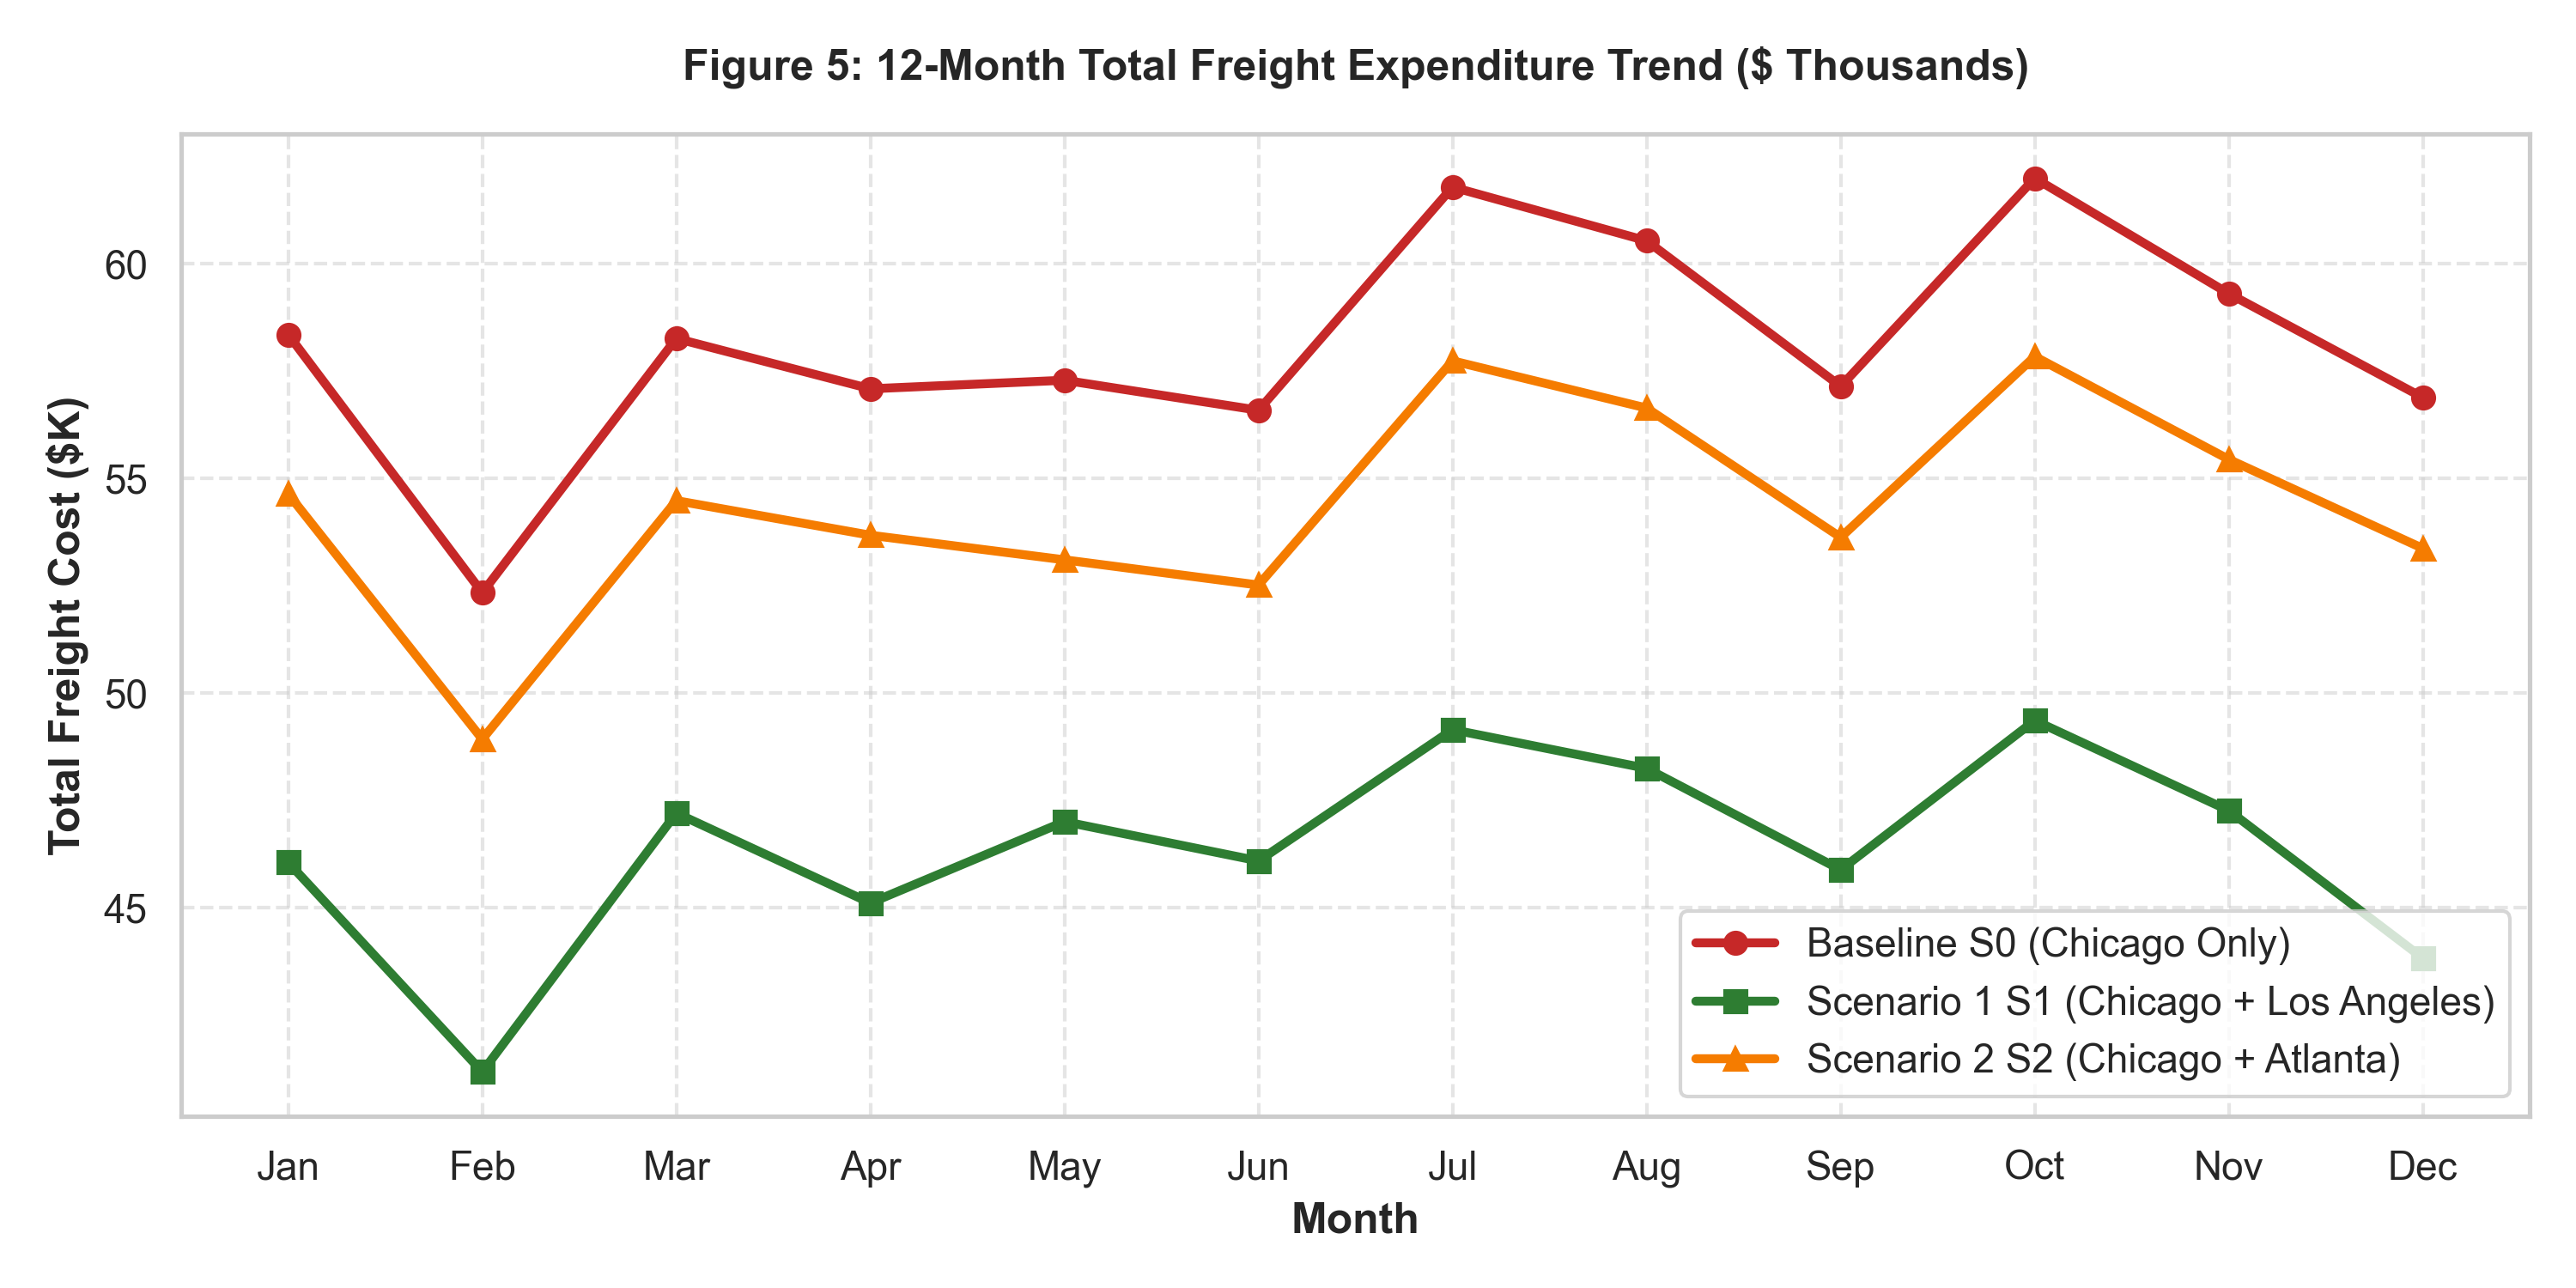 Figure 5: 12-Month Total Freight Expenditure Trend ($ Thousands)
Total Freight Cost ($K)
60
55
50
45
Baseline S0 (Chicago Only)
Scenario 1 S1 (Chicago + Los Angeles)
Scenario 2 S2 (Chicago + Atlanta)
Jan Feb Mar Apr May Jun Jul Aug Sep Oct Nov Dec
Month